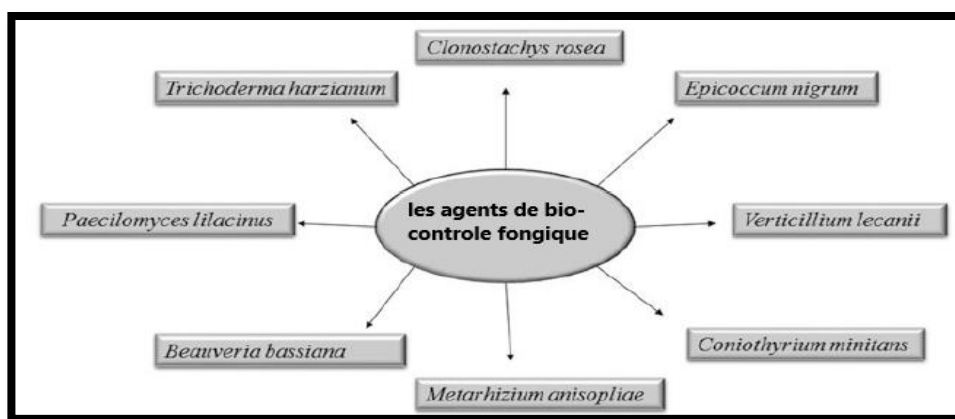 Clonostachys rosea
Trichoderma harzianum
Epicoccum nigrum
les agents de bio-
controle fongique
Paecilomyces lilacinus
Verticillium lecanii
Beauveria bassiana
Coniothyrium minitans
Metarhizium anisopliae